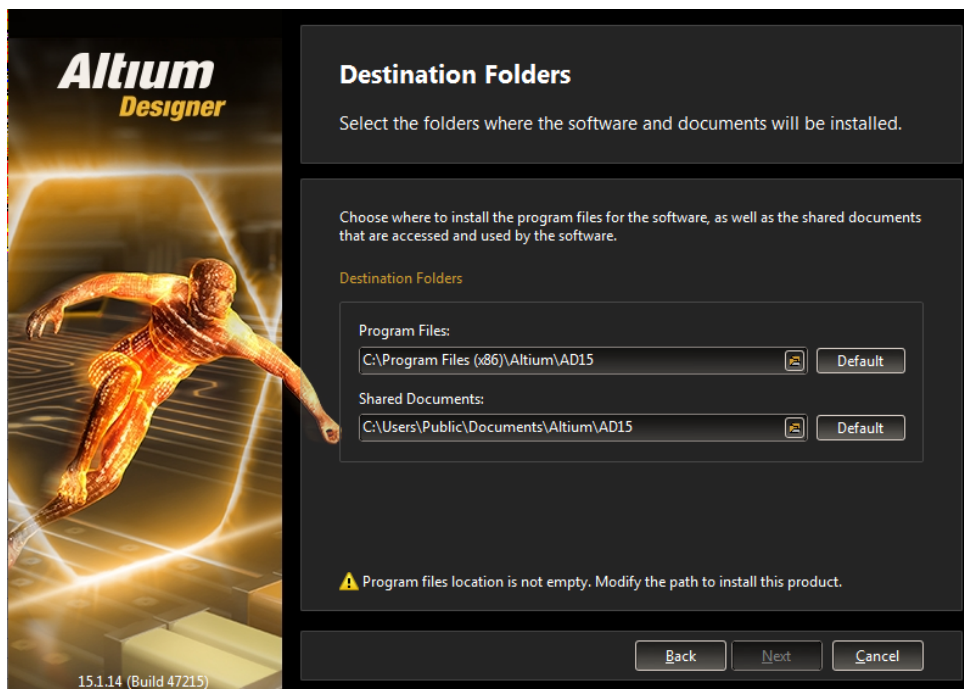 Altıum
Desıgner
Destination Folders
Select the folders where the software and documents will be installed.
Choose where to install the program files for the software, as well as the shared documents
that are accessed and used by the software.
Destination Folders
Program Files:
C:\Program Files (x86)\Altium\AD15
Default
Shared Documents:
C:\Users\Public\Documents\Altium\AD15
Default
Program files location is not empty. Modify the path to install this product.
Back
Next
Cancel
15.1.14 (Build 47215)